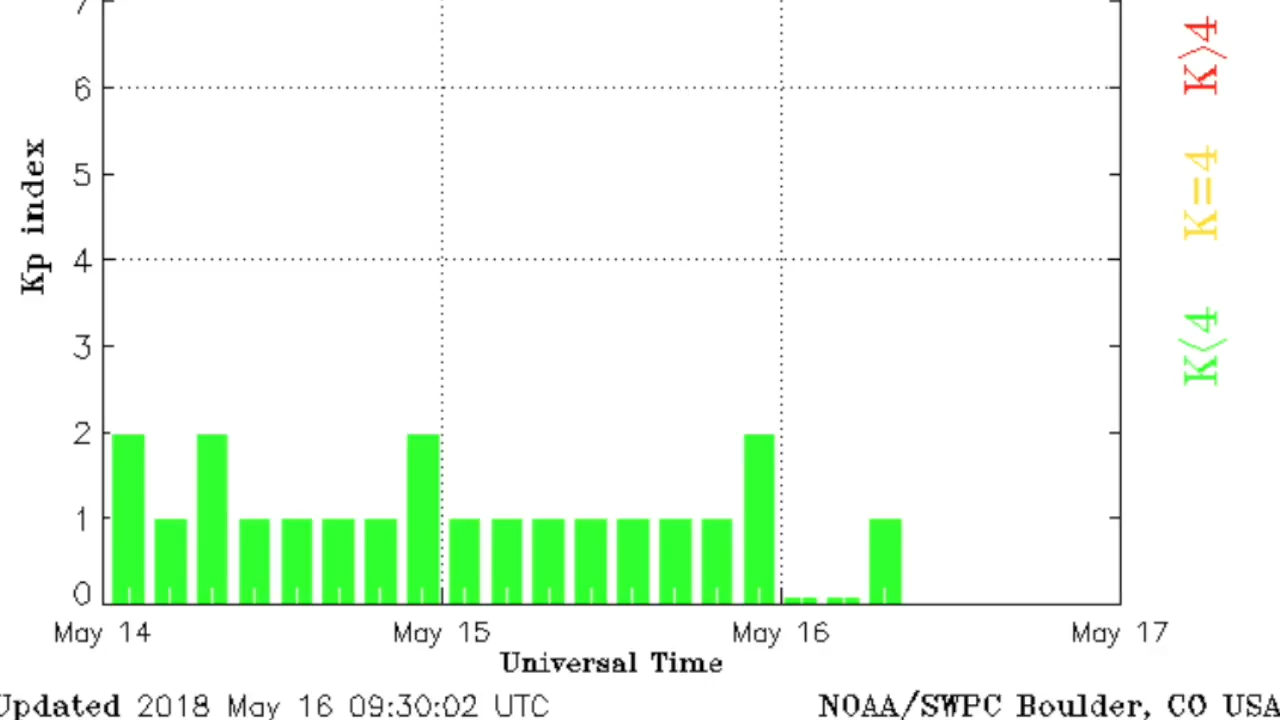 7
K>4
6
Kp index
5
K=4
4
3
K<4
2
1
0
May 14 May 15 May 16 May 17
Universal Time
Updated 2018 May 16 09:30:02 UTC NOAA/SWPC Boulder, CO USA